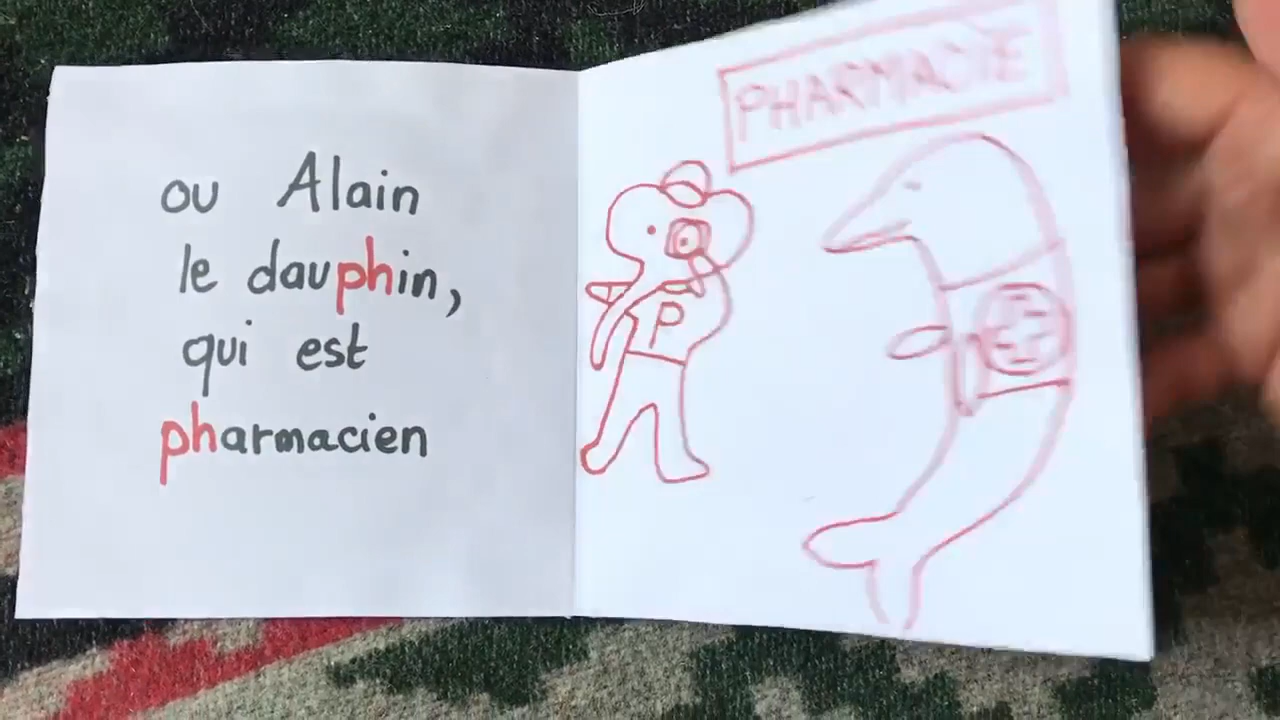 ou Alain
le dauphin,
qui est
pharmacien
PHARMACIE
P